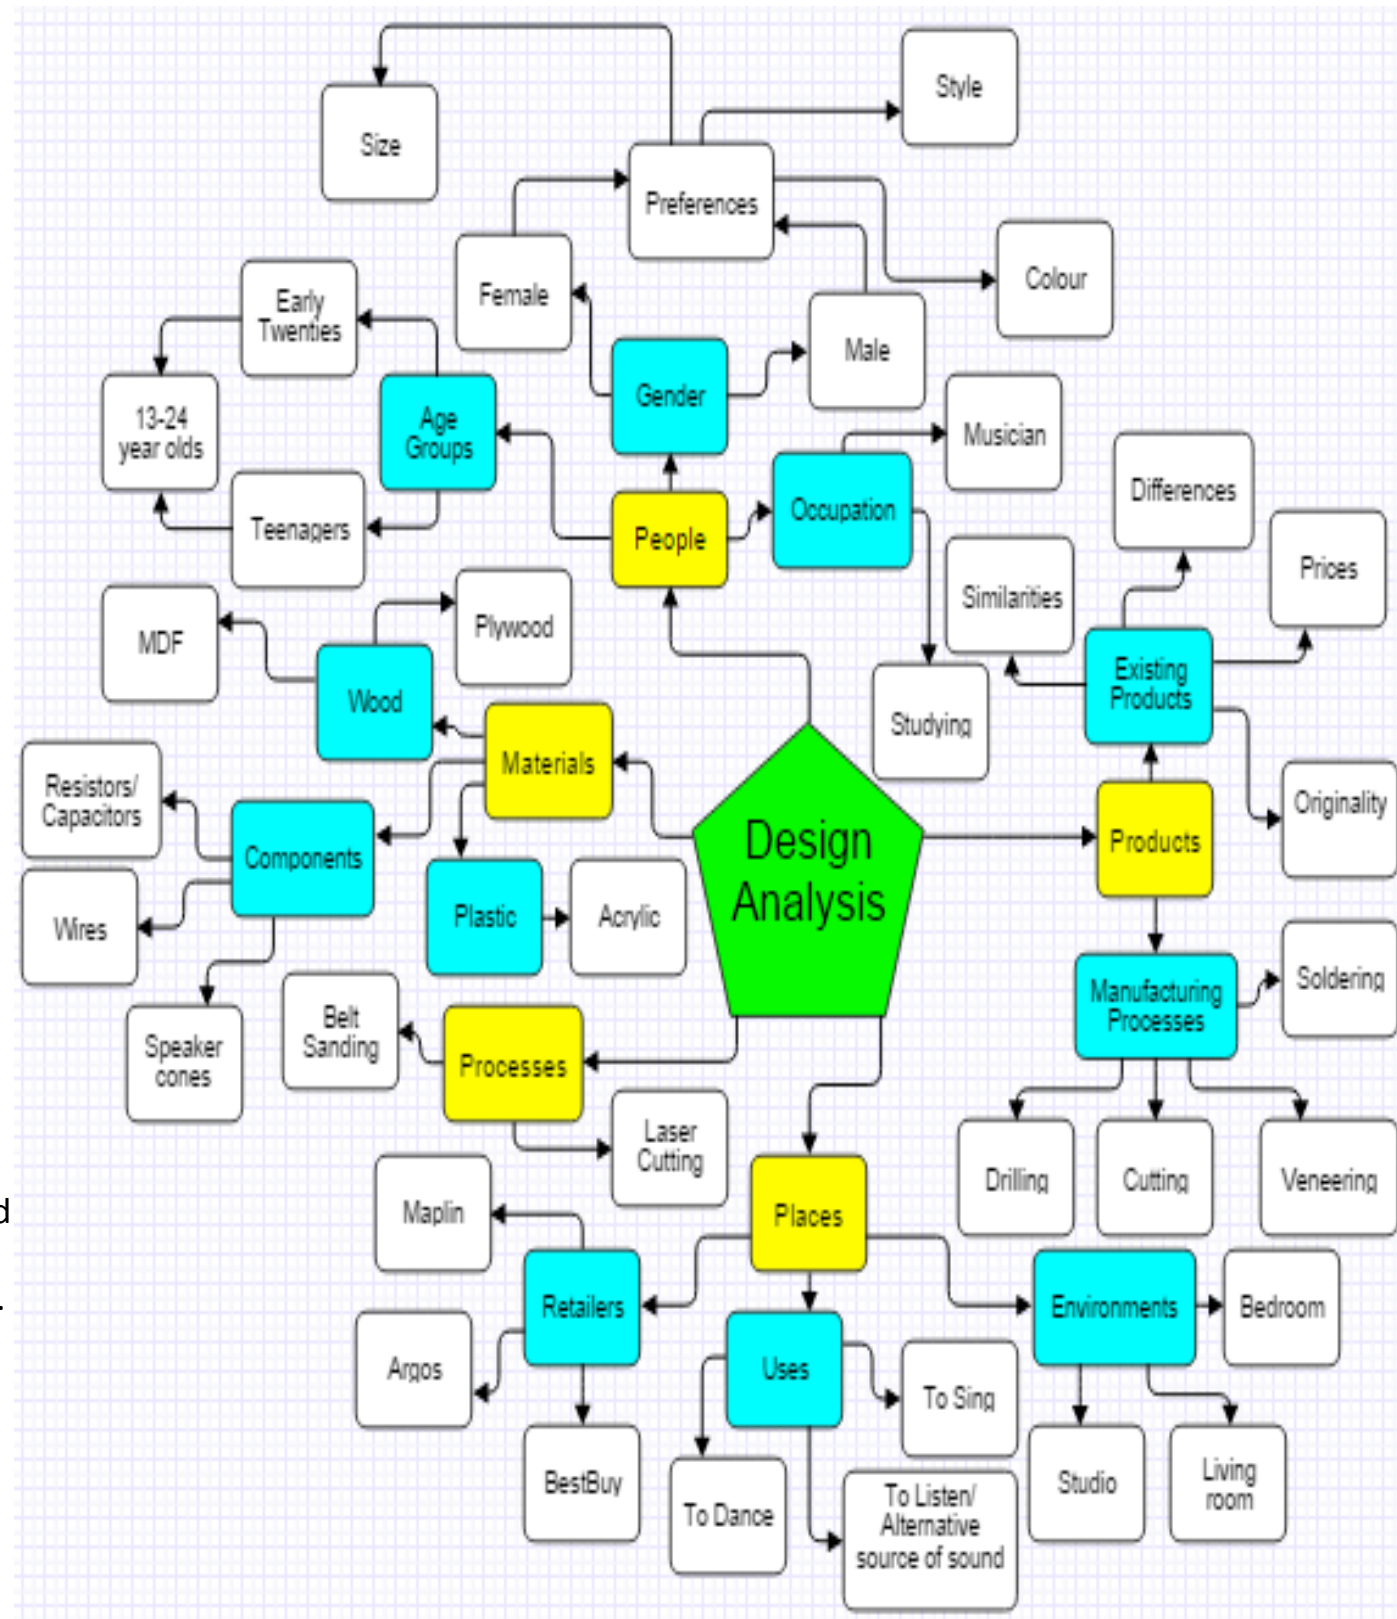 Style
Size
Preferences
Colour
Female
Early
Twenties
Male
Gender
13-24
year olds
Age
Groups
Musician
Differences
Occupation
Teenagers
People
Prices
Similarities
Plywood
MDF
Existing
Products
Wood
Studying
Materials
Resistors/
Capacitors
Originality
Design
Analysis
Products
Components
Plastic
Acrylic
Wires
Soldering
Manufacturing
Processes
Belt
Sanding
Speaker
cones
Processes
Laser
Cutting
Drilling
Cutting
Veneering
d
Maplin
Places
.
Retailers
Environments
Bedroom
Argos
Uses
To Sing
BestBuy
Studio
Living
room
To Dance
To Listen/
Alternative
source of sound